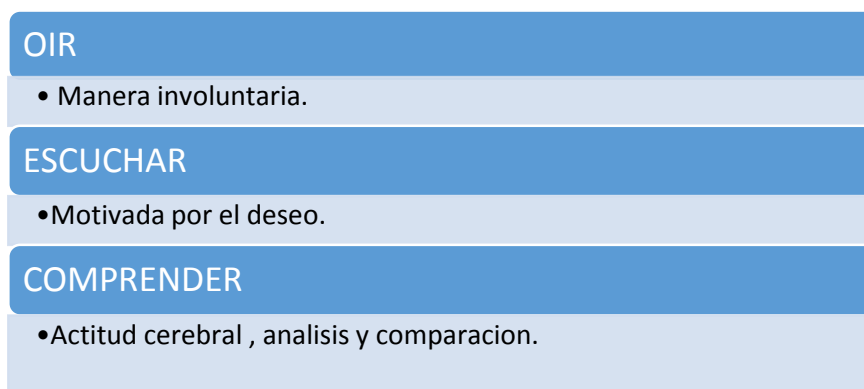 OIR
• Manera involuntaria.
ESCUCHAR
•Motivada por el deseo.
COMPRENDER
•Actitud cerebral , analisis y comparacion.